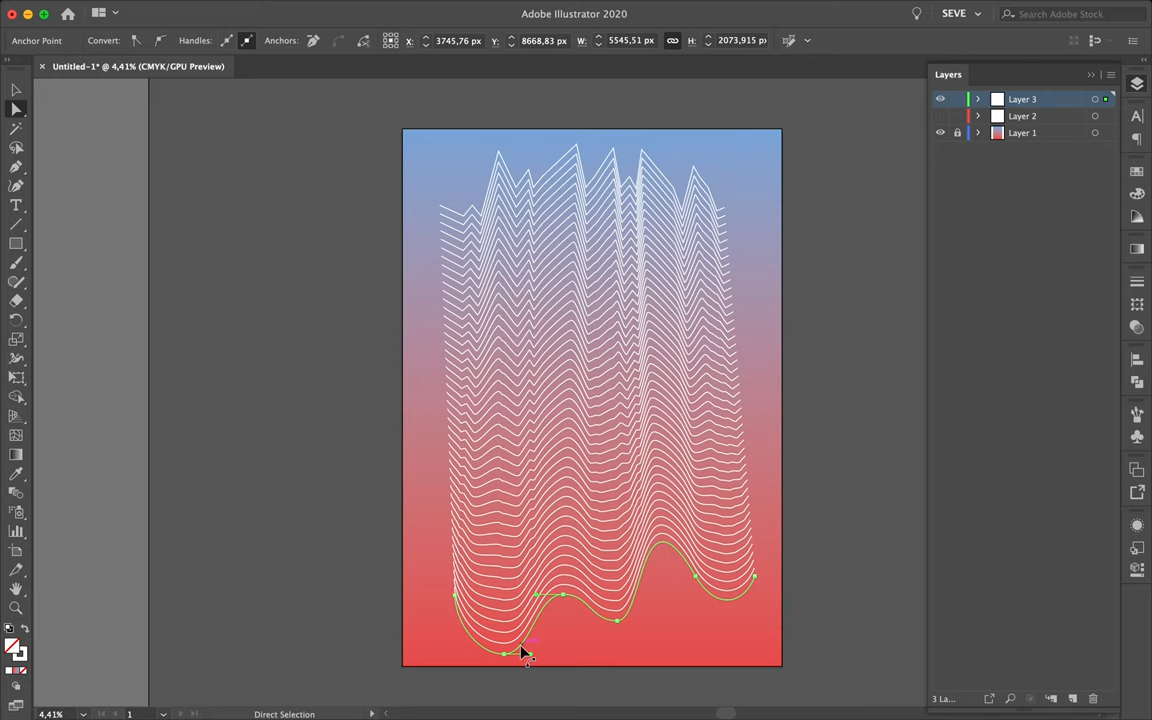 Adobe Illustrator 2020
SEVE
Search Adobe Stock
Anchor Point
Convert:
Handles:
Anchors:
X:
3745,76 px
Y:
8668,83 px
W:
5545,51 px
H:
2073,915 px
× Untitled-1* @ 4,41% (CMYK/GPU Preview)
Layers
Layer 3
Layer 2
Layer 1
3 La...
4,41%
1
Direct Selection